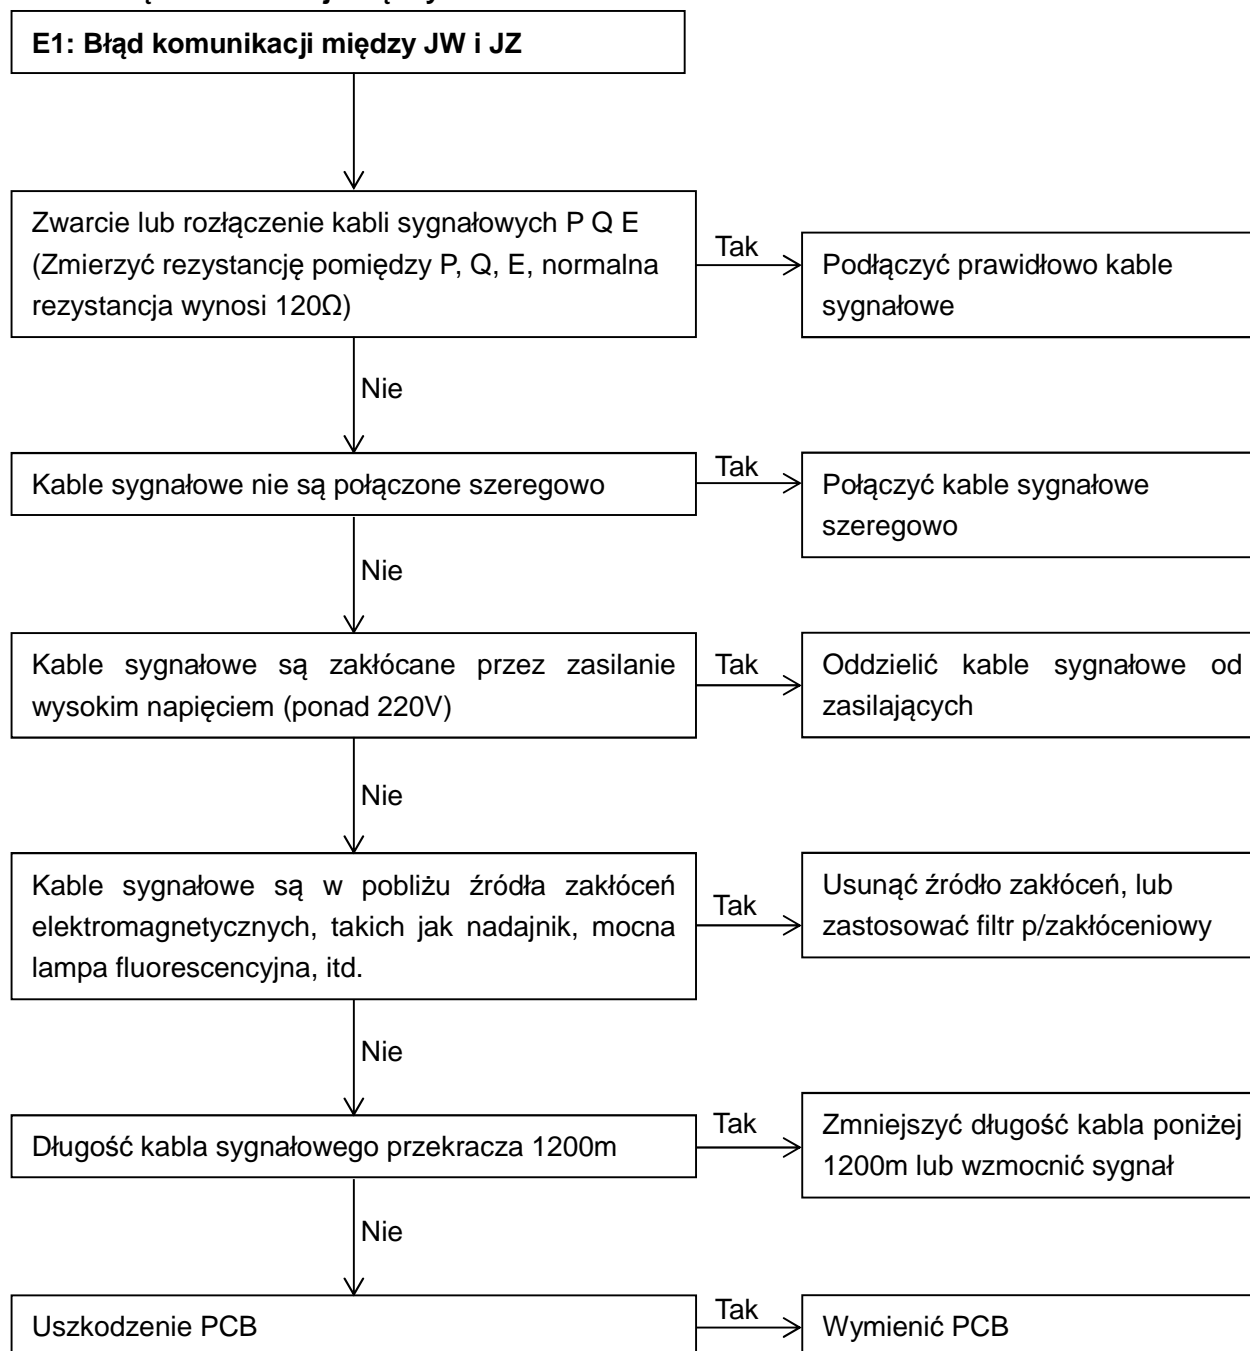 E1: Błąd komunikacji między JW i JZ
Zwarcie lub rozłączenie kabli sygnałowych P Q E
(Zmierzyć rezystancję pomiędzy P, Q, E, normalna
rezystancja wynosi 120Ω)
Tak
Podłączyć prawidłowo kable
sygnałowe
Nie
Kable sygnałowe nie są połączone szeregowo
Tak
Połączyć kable sygnałowe
szeregowo
Nie
Kable sygnałowe są zakłócane przez zasilanie
wysokim napięciem (ponad 220V)
Tak
Oddzielić kable sygnałowe od
zasilających
Nie
Kable sygnałowe są w pobliżu źródła zakłóceń
elektromagnetycznych, takich jak nadajnik, mocna
lampa fluorescencyjna, itd.
Tak
Usunąć źródło zakłóceń, lub
zastosować filtr p/zakłóceniowy
Nie
Długość kabla sygnałowego przekracza 1200m
Tak
Zmniejszyć długość kabla poniżej
1200m lub wzmocnić sygnał
Nie
Uszkodzenie PCB
Tak
Wymienić PCB